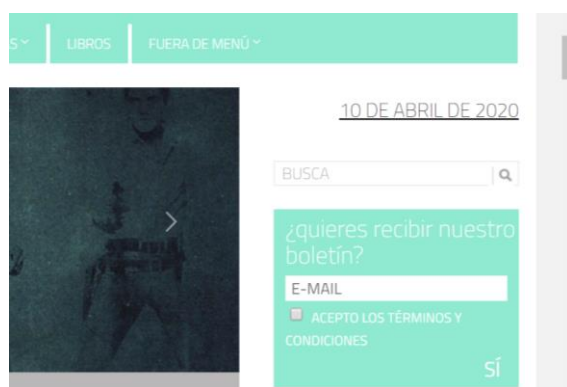 S
LIBROS
FUERA DE MENÚ
10 DE ABRIL DE 2020
BUSCA
¿quieres recibir nuestro
boletín?
E-MAIL
ACEPTO LOS TÉRMINOS Y
CONDICIONES
SÍ